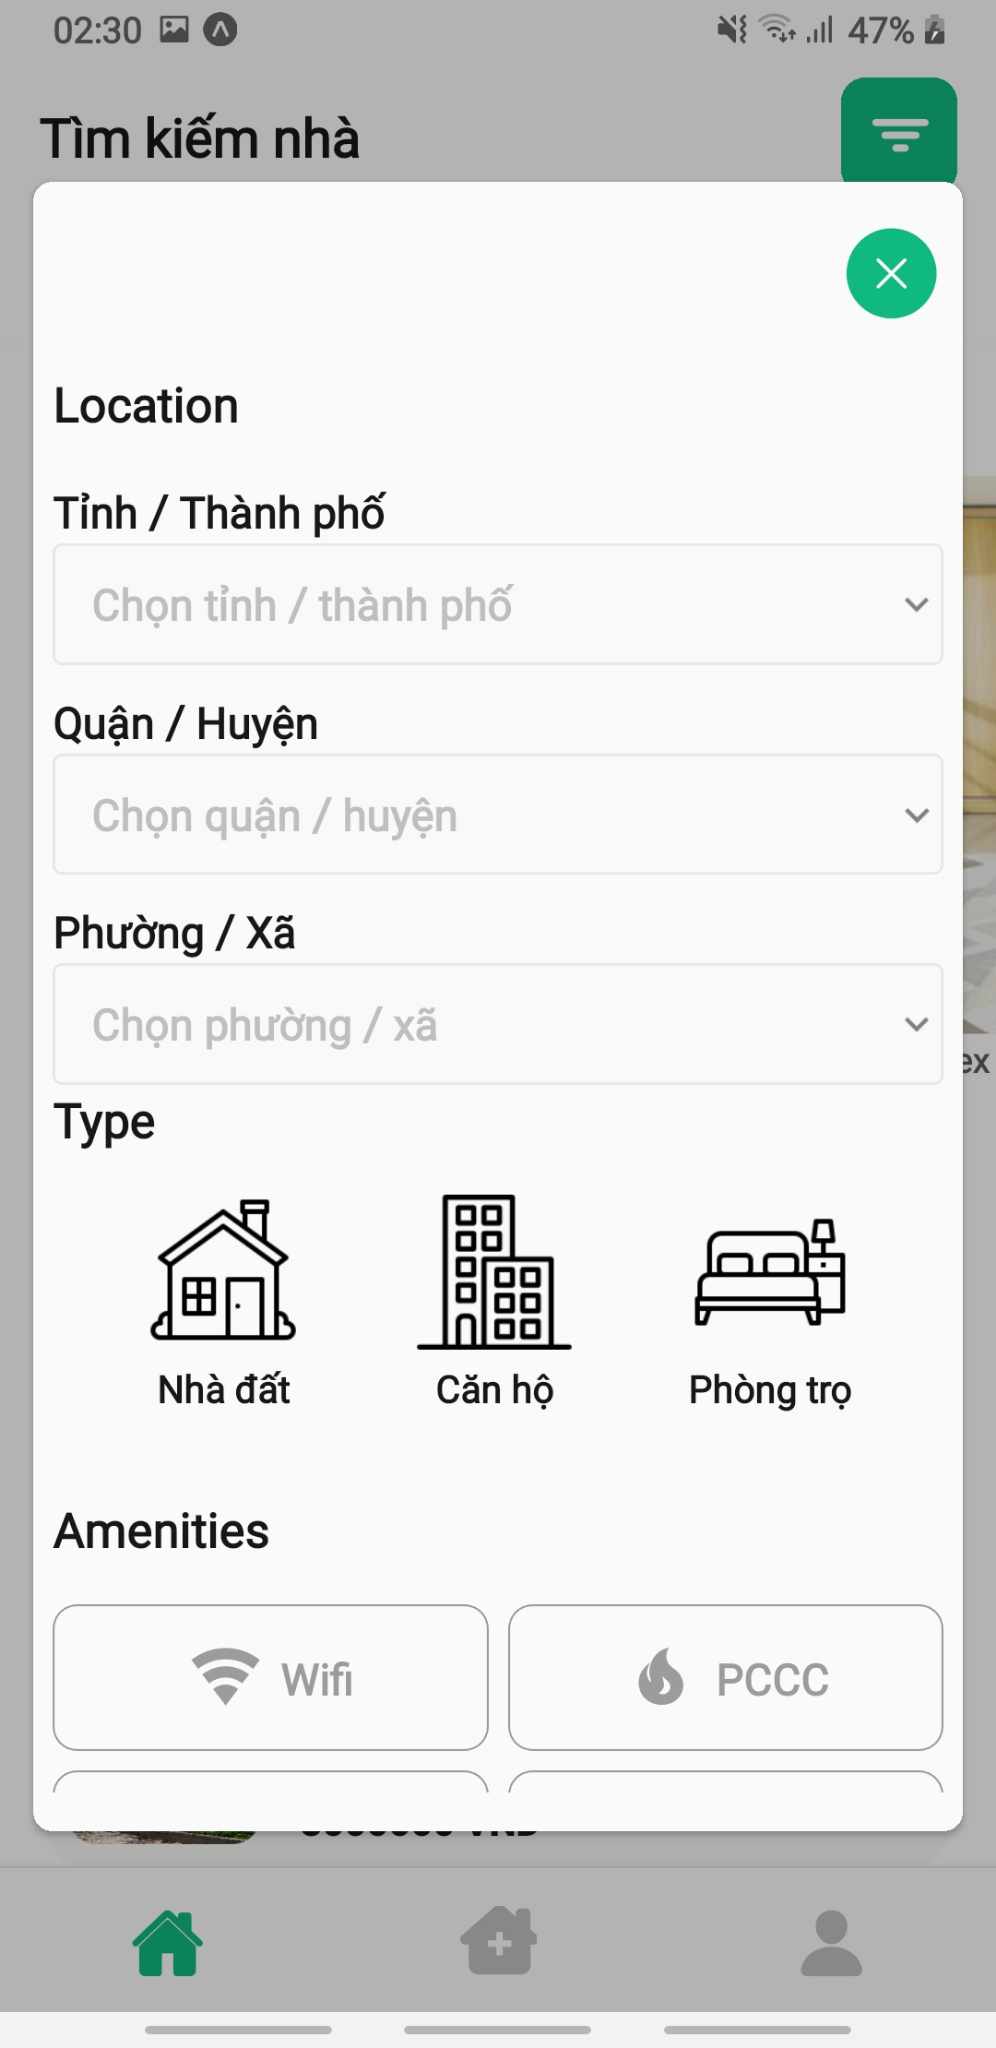 02:30
47%
Tìm kiếm nhà
Location
Tỉnh / Thành phố
Chọn tỉnh / thành phố
Quận / Huyện
Chọn quận / huyện
Phường / Xã
Chọn phường / xã
ex
Type
Nhà đất Căn hộ Phòng trọ
Amenities
Wifi PCCC
VND